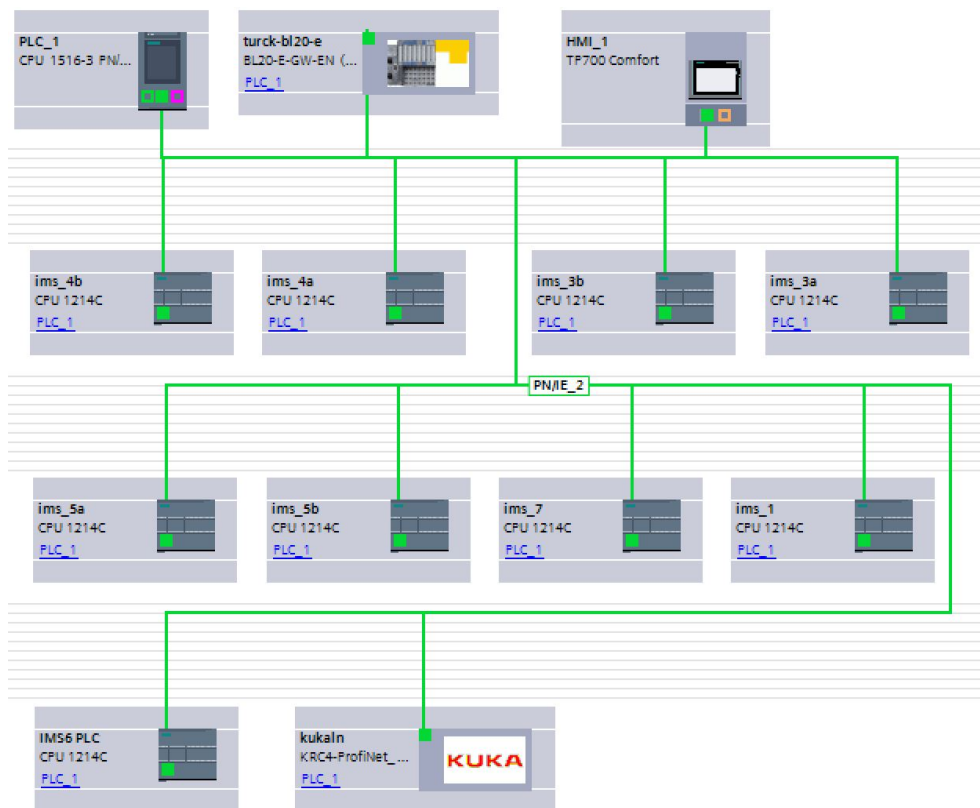 PLC_1
CPU 1516-3 PN/...
turck-bl20-e
BL20-E-GW-EN (...
PLC_1
HMI_1
TP700 Comfort
ims_4b
CPU 1214C
PLC_1
ims_4a
CPU 1214C
PLC_1
ims_3b
CPU 1214C
PLC_1
ims_3a
CPU 1214C
PLC_1
PN/IE_2
ims_5a
CPU 1214C
PLC_1
ims_5b
CPU 1214C
PLC_1
ims_7
CPU 1214C
PLC_1
ims_1
CPU 1214C
PLC_1
IMS6 PLC
CPU 1214C
PLC_1
kukaIn
KRC4-ProfiNet_...
PLC_1
KUKA